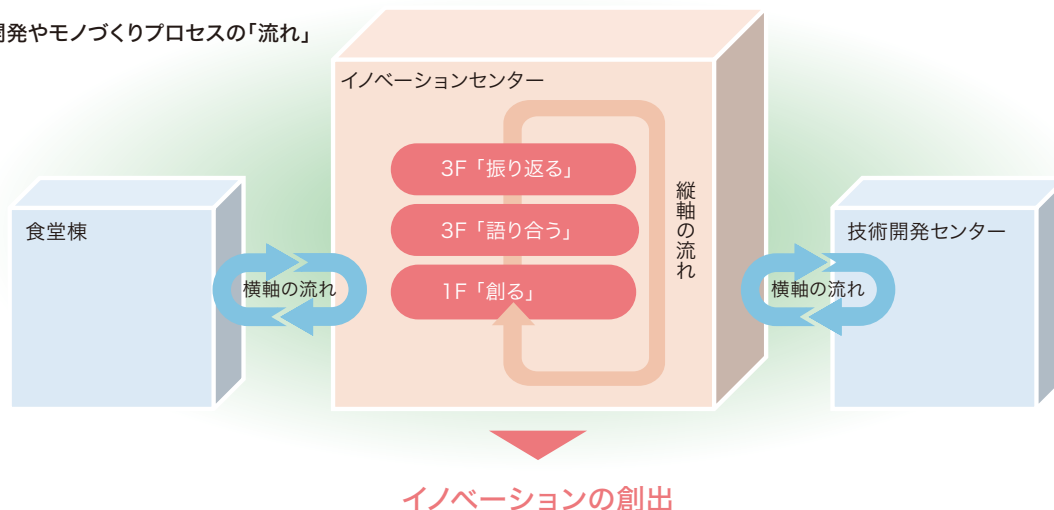 開発やモノづくりプロセスの「流れ」
イノベーションセンター
3F「振り返る」
3F「語り合う」
1F「創る」
縦軸の流れ
食堂棟
横軸の流れ
技術開発センター
横軸の流れ
イノベーションの創出